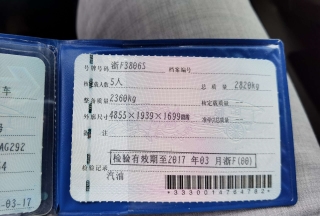 号牌号码 浙F3806S 档案编号
核定载人数 5人 总质量 2820kg
整备质量 2360kg 核定载质量 --
外廓尺寸 4855×1939×1699 准牵引总质量 --
备注
检验有效期至2017年03月浙F(00)
检验记录
汽油
*3330014764792*
车
AG292
54
-03-17